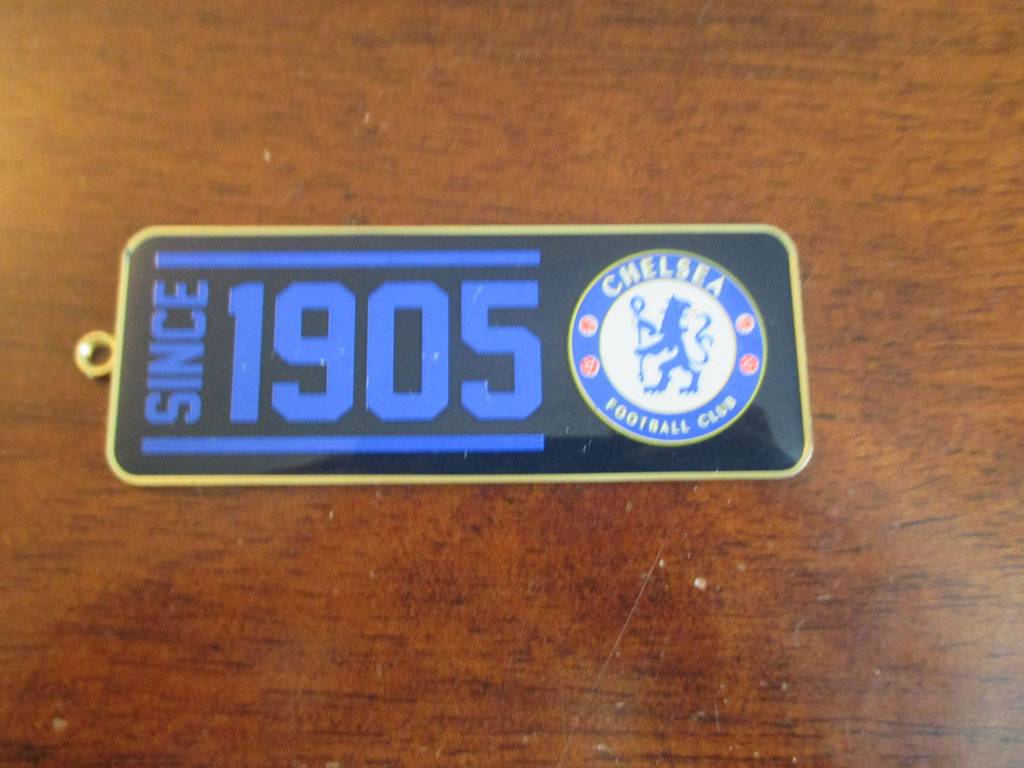 SINCE
1905
CHELSEA
FOOTBALL CLUB